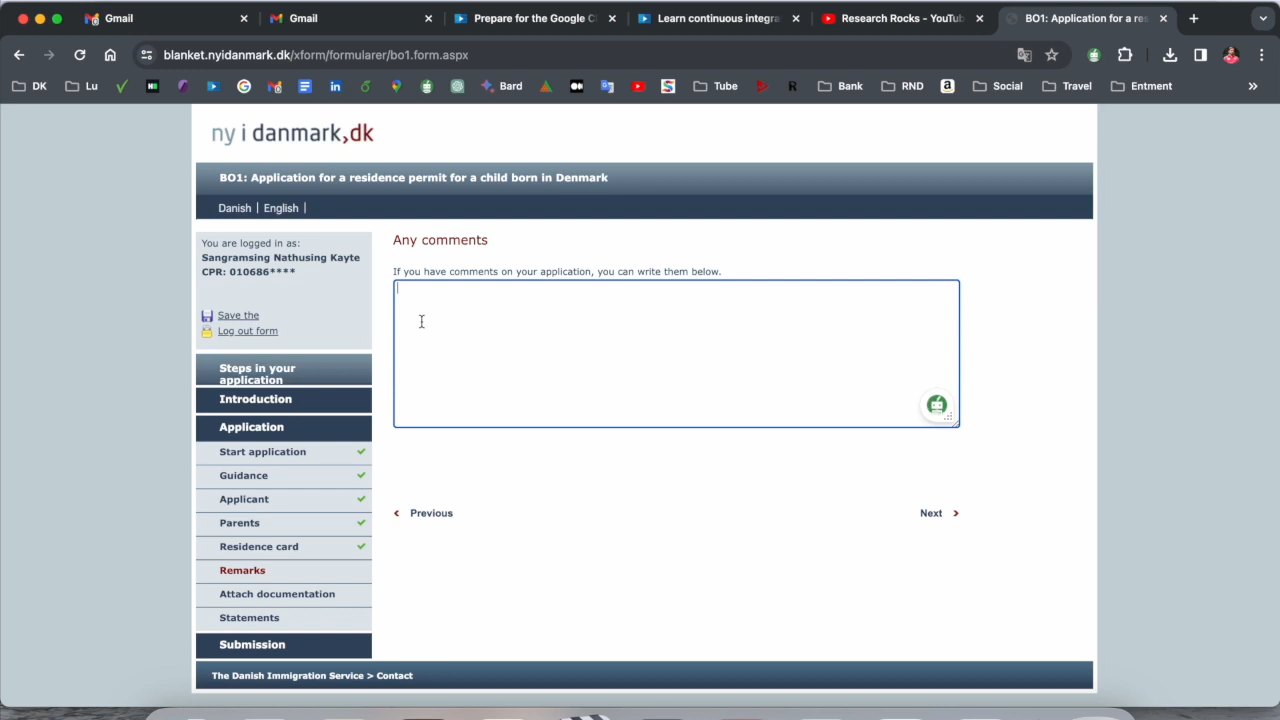 Gmail
Gmail
Prepare for the Google C
Learn continuous integra
Research Rocks - YouTub
BO1: Application for a res
blanket.nyidanmark.dk/xform/formularer/bo1.form.aspx
DK
Lu
Bard
Tube
R
Bank
RND
Social
Travel
Entment
ny i danmark.dk
BO1: Application for a residence permit for a child born in Denmark
Danish | English |
You are logged in as:
Sangramsing Nathusing Kayte
CPR: 010686****
Save the
Log out form
Steps in your
application
Introduction
Application
Start application
Guidance
Applicant
Parents
Residence card
Remarks
Attach documentation
Statements
Submission
Any comments
If you have comments on your application, you can write them below.
Previous
Next
The Danish Immigration Service > Contact